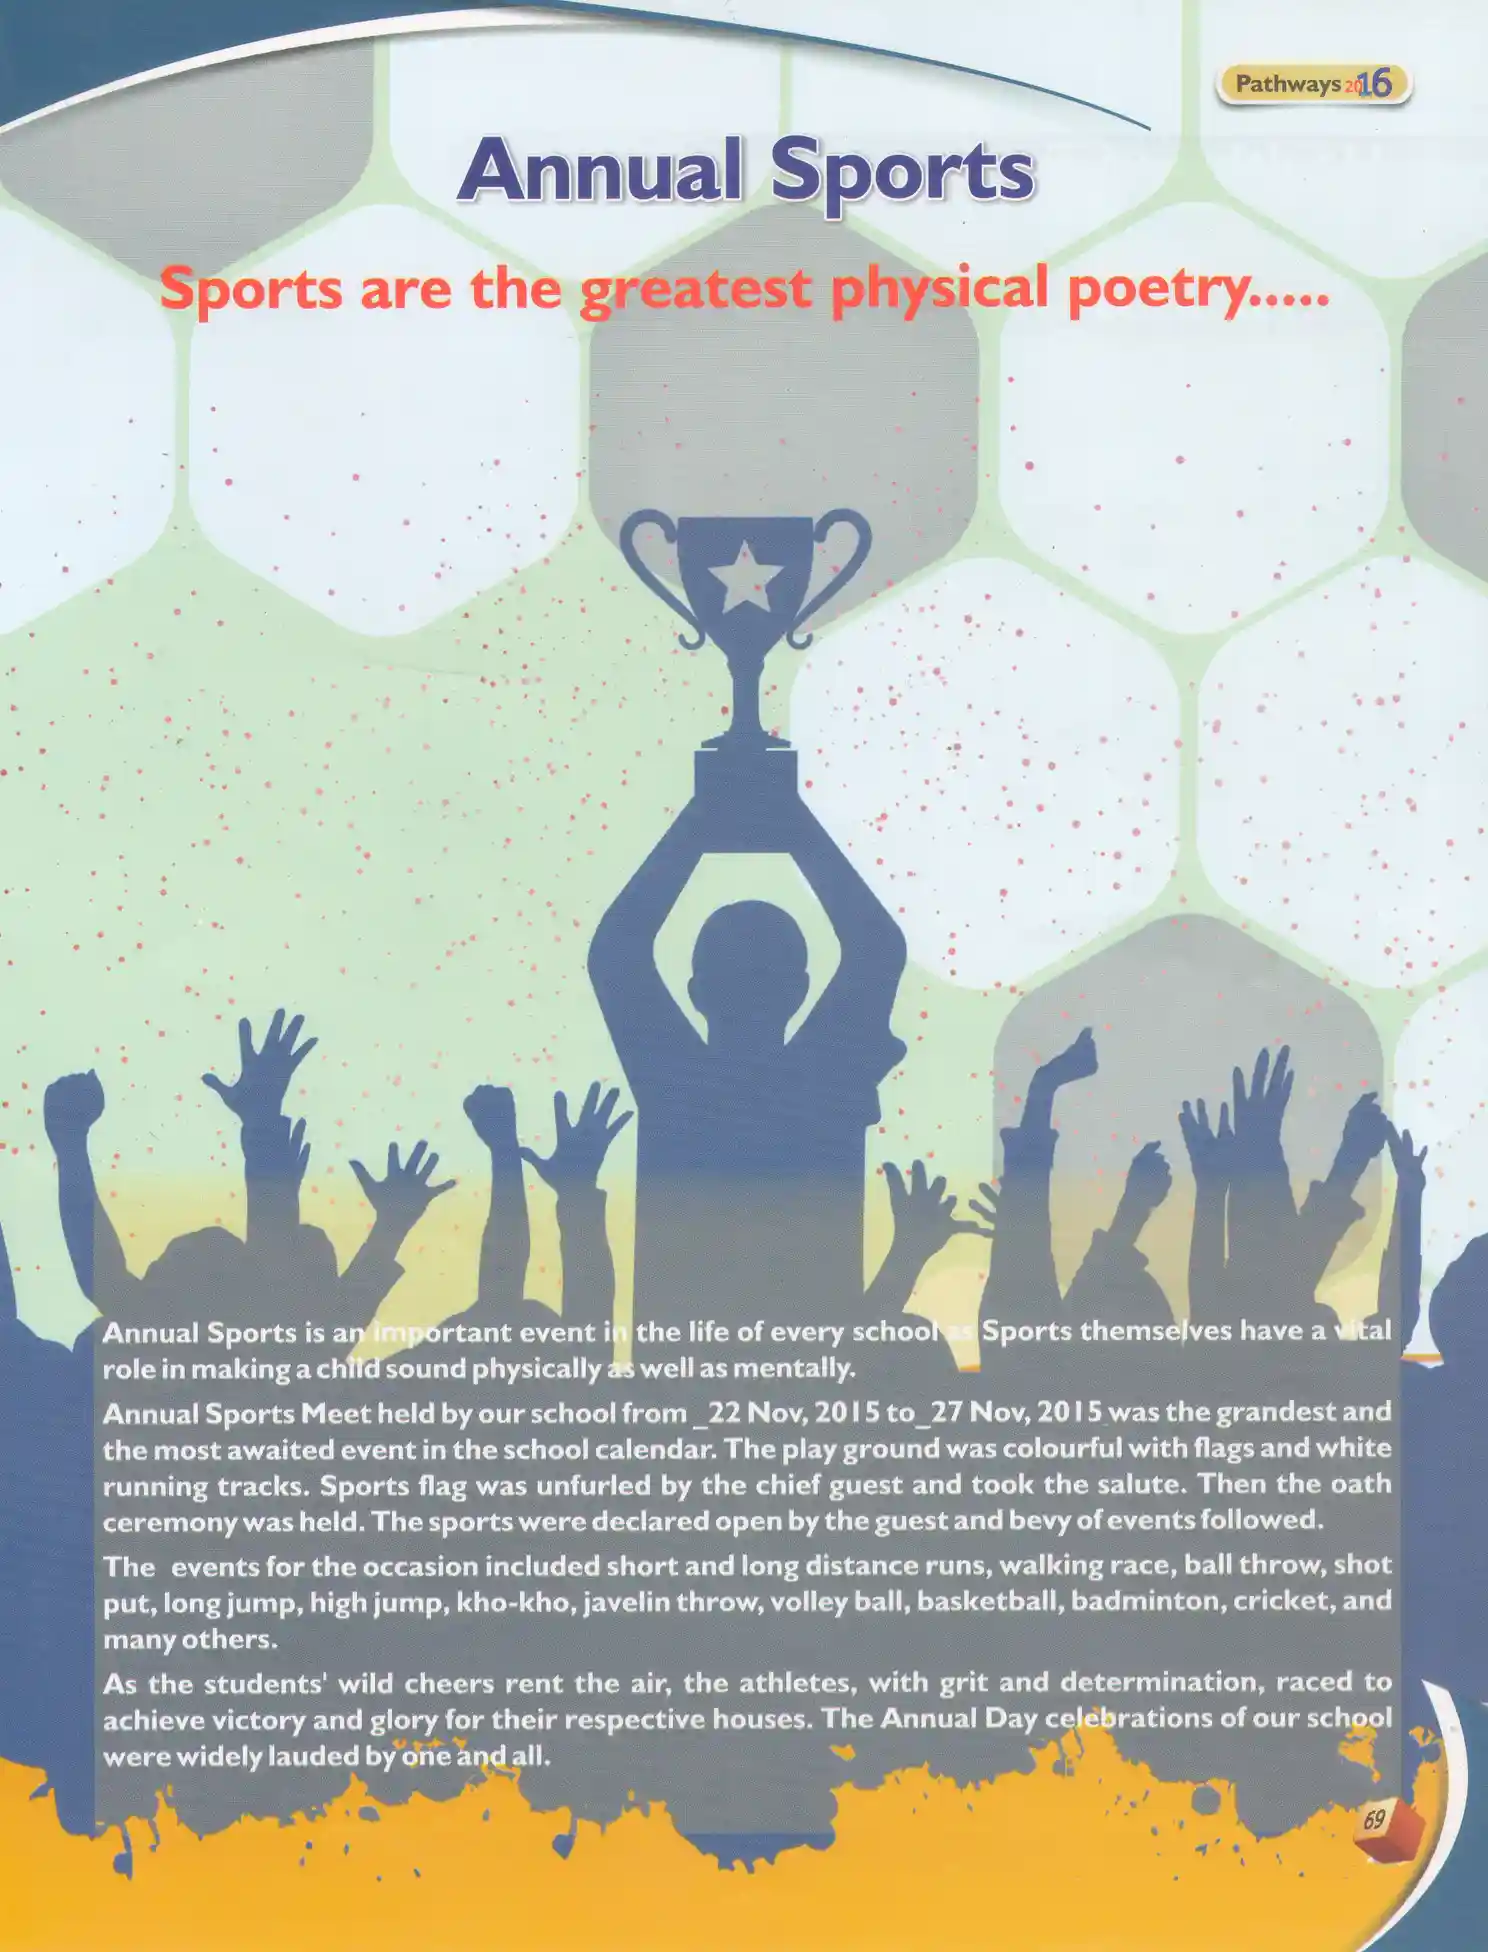 Pathways 2016
Annual Sports
Sports are the greatest physical poetry.....
Annual Sports is an important event in the life of every school as Sports themselves have a vital
role in making a child sound physically as well as mentally.
Annual Sports Meet held by our school from _22 Nov, 2015 to_27 Nov, 2015 was the grandest and
the most awaited event in the school calendar. The play ground was colourful with flags and white
running tracks. Sports flag was unfurled by the chief guest and took the salute. Then the oath
ceremony was held. The sports were declared open by the guest and bevy of events followed.
The events for the occasion included short and long distance runs, walking race, ball throw, shot
put, long jump, high jump, kho-kho, javelin throw, volley ball, basketball, badminton, cricket, and
many others.
As the students' wild cheers rent the air, the athletes, with grit and determination, raced to
achieve victory and glory for their respective houses. The Annual Day celebrations of our school
were widely lauded by one and all.
69